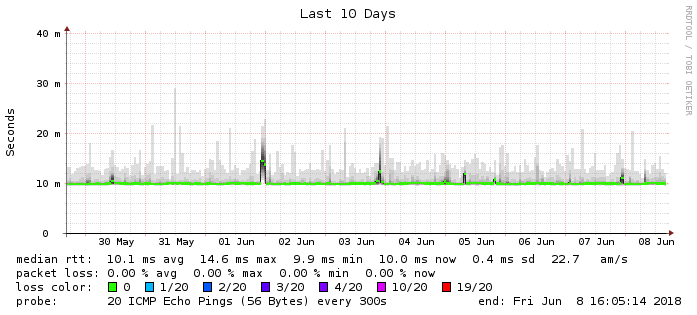 Last 10 Days
RRDTOOL / TOBI OETIKER
Seconds
40 m
30 m
20 m
10 m
0
30 May 31 May 01 Jun 02 Jun 03 Jun 04 Jun 05 Jun 06 Jun 07 Jun 08 Jun
median rtt: 10.1 ms avg 14.6 ms max 9.9 ms min 10.0 ms now 0.4 ms sd 22.7 am/s
packet loss: 0.00 % avg 0.00 % max 0.00 % min 0.00 % now
loss color: 0 1/20 2/20 3/20 4/20 10/20 19/20
probe: 20 ICMP Echo Pings (56 Bytes) every 300s end: Fri Jun 8 16:05:14 2018